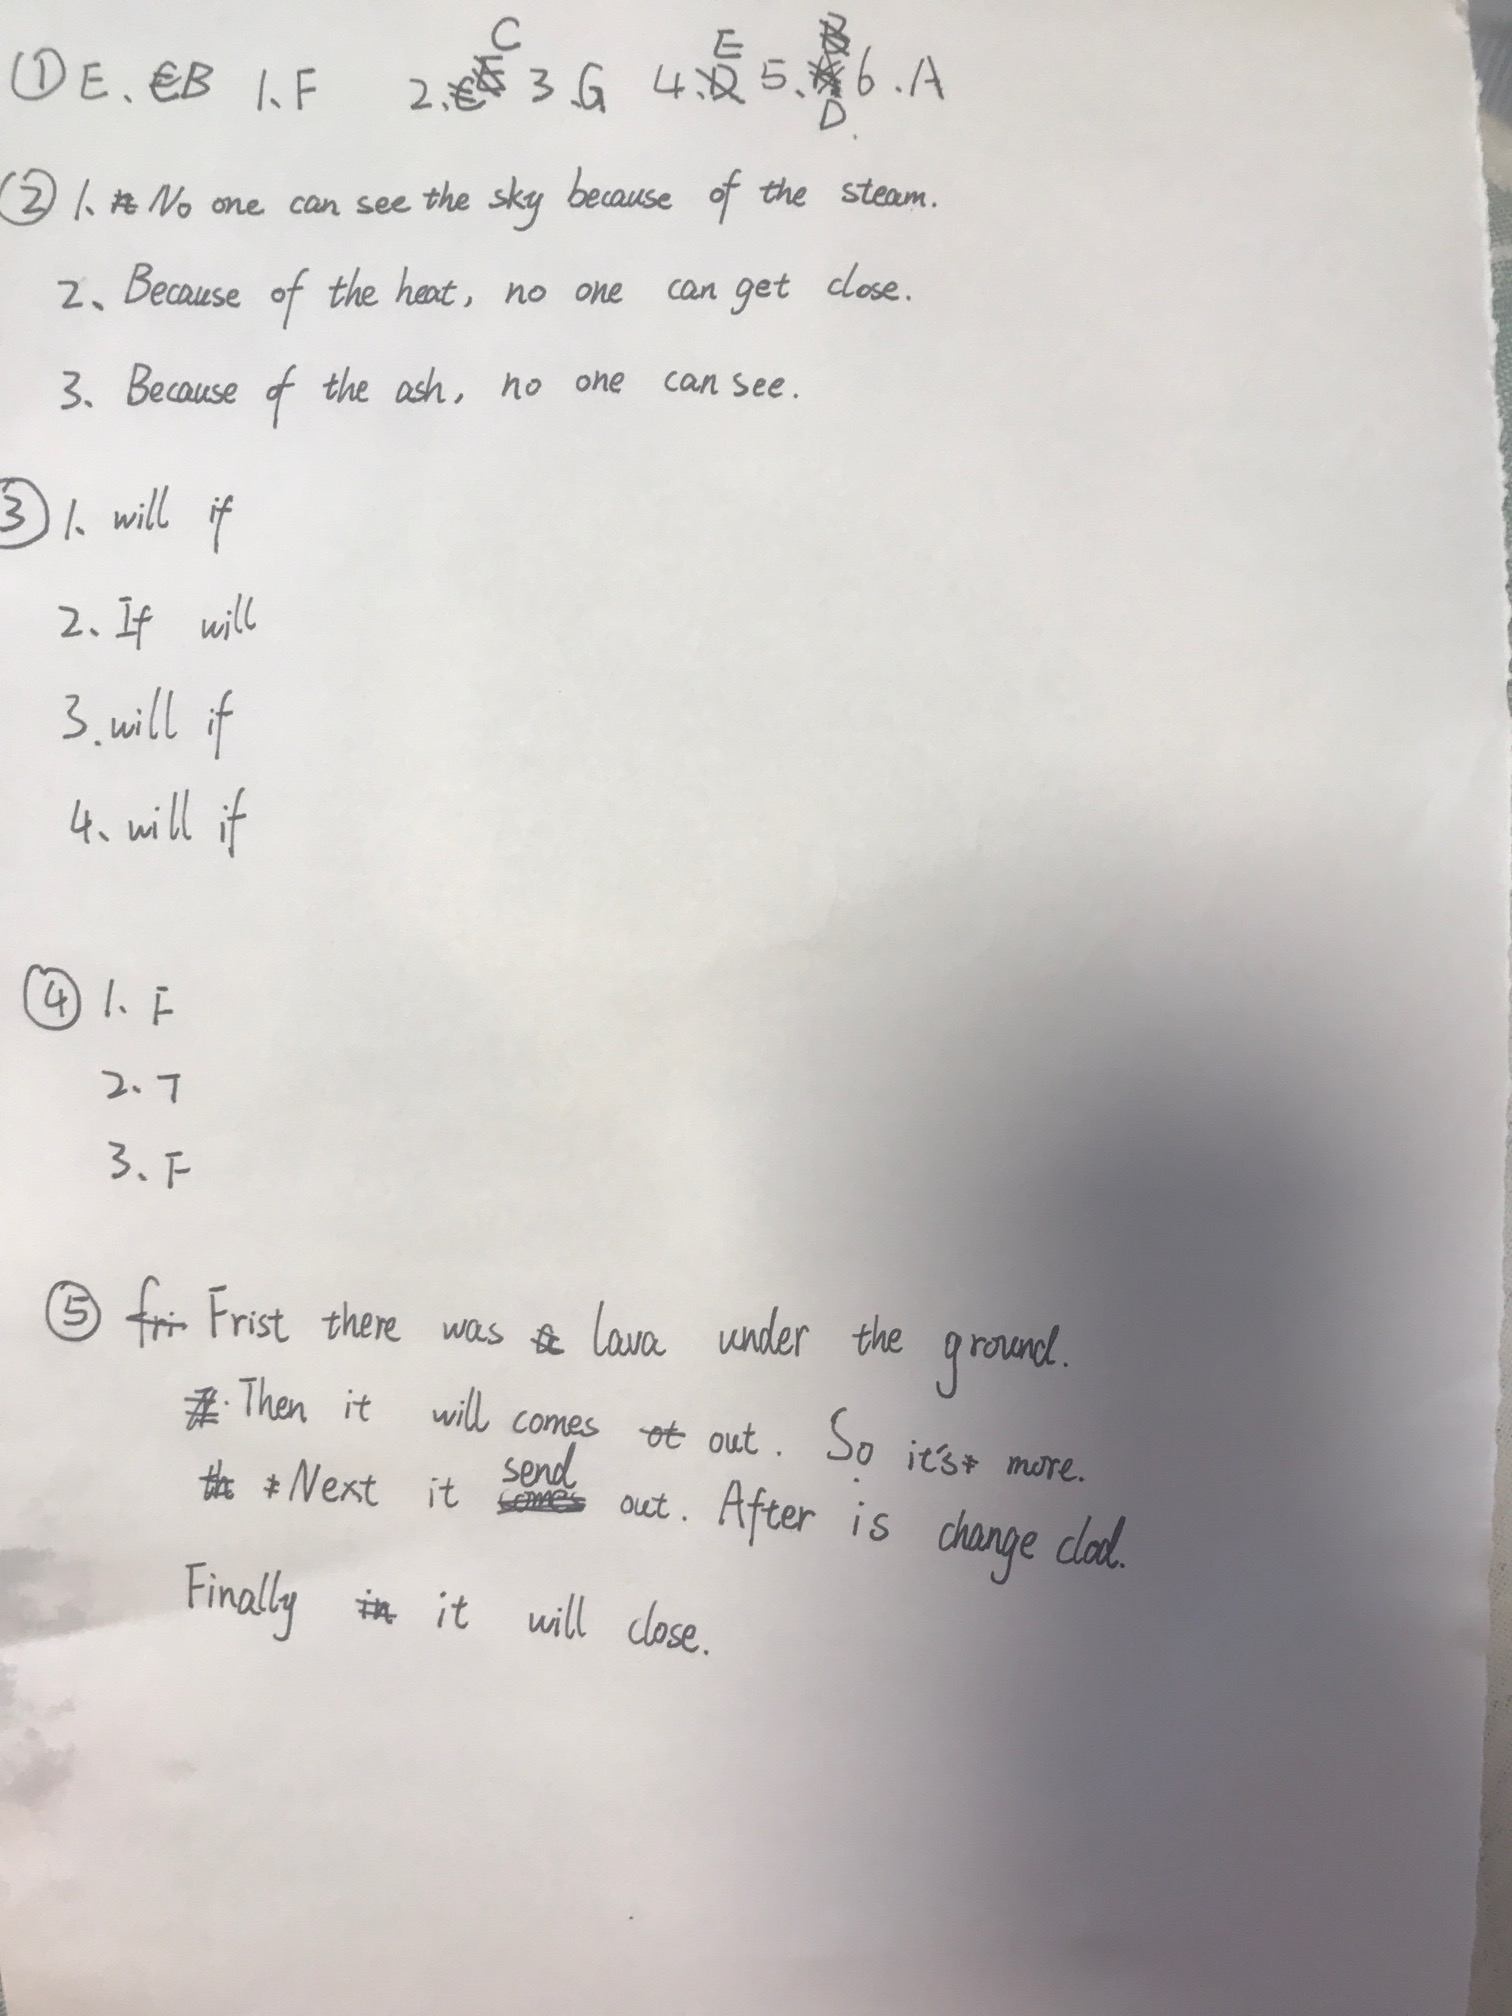 ① E. B 1. F 2. C 3. G 4. E 5. D 6. A
② 1. No one can see the sky because of the steam.
2. Because of the heat, no one can get close.
3. Because of the ash, no one can see.
③ 1. will if
2. If will
3. will if
4. will if
④ 1. F
2. T
3. F
⑤ Frist there was lava under the ground.
Then it will comes out. So it's more.
Next it send out. After is change clod.
Finally it will close.